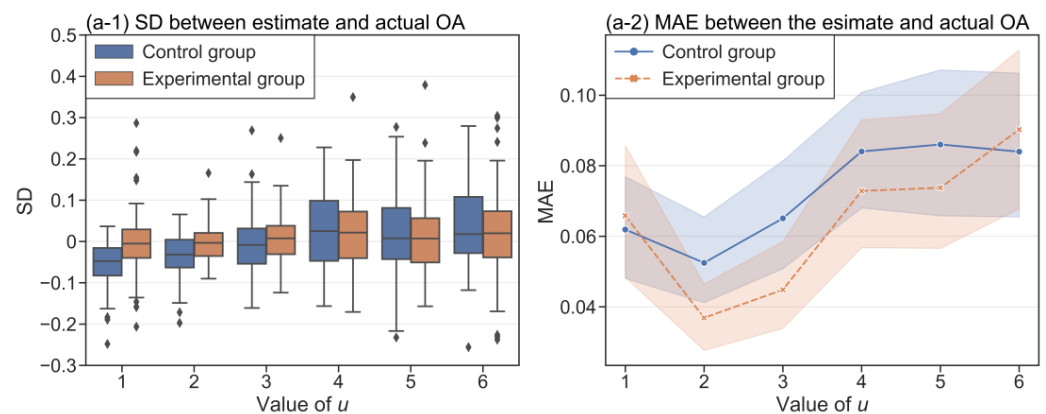 (a-1) SD between estimate and actual OA
0.5
0.4
0.3
0.2
0.1
0
−0.1
−0.2
−0.3
SD
Control group
Experimental group
1 2 3 4 5 6
Value of u
(a-2) MAE between the esimate and actual OA
0.10
0.08
0.06
0.04
MAE
Control group
Experimental group
1 2 3 4 5 6
Value of u